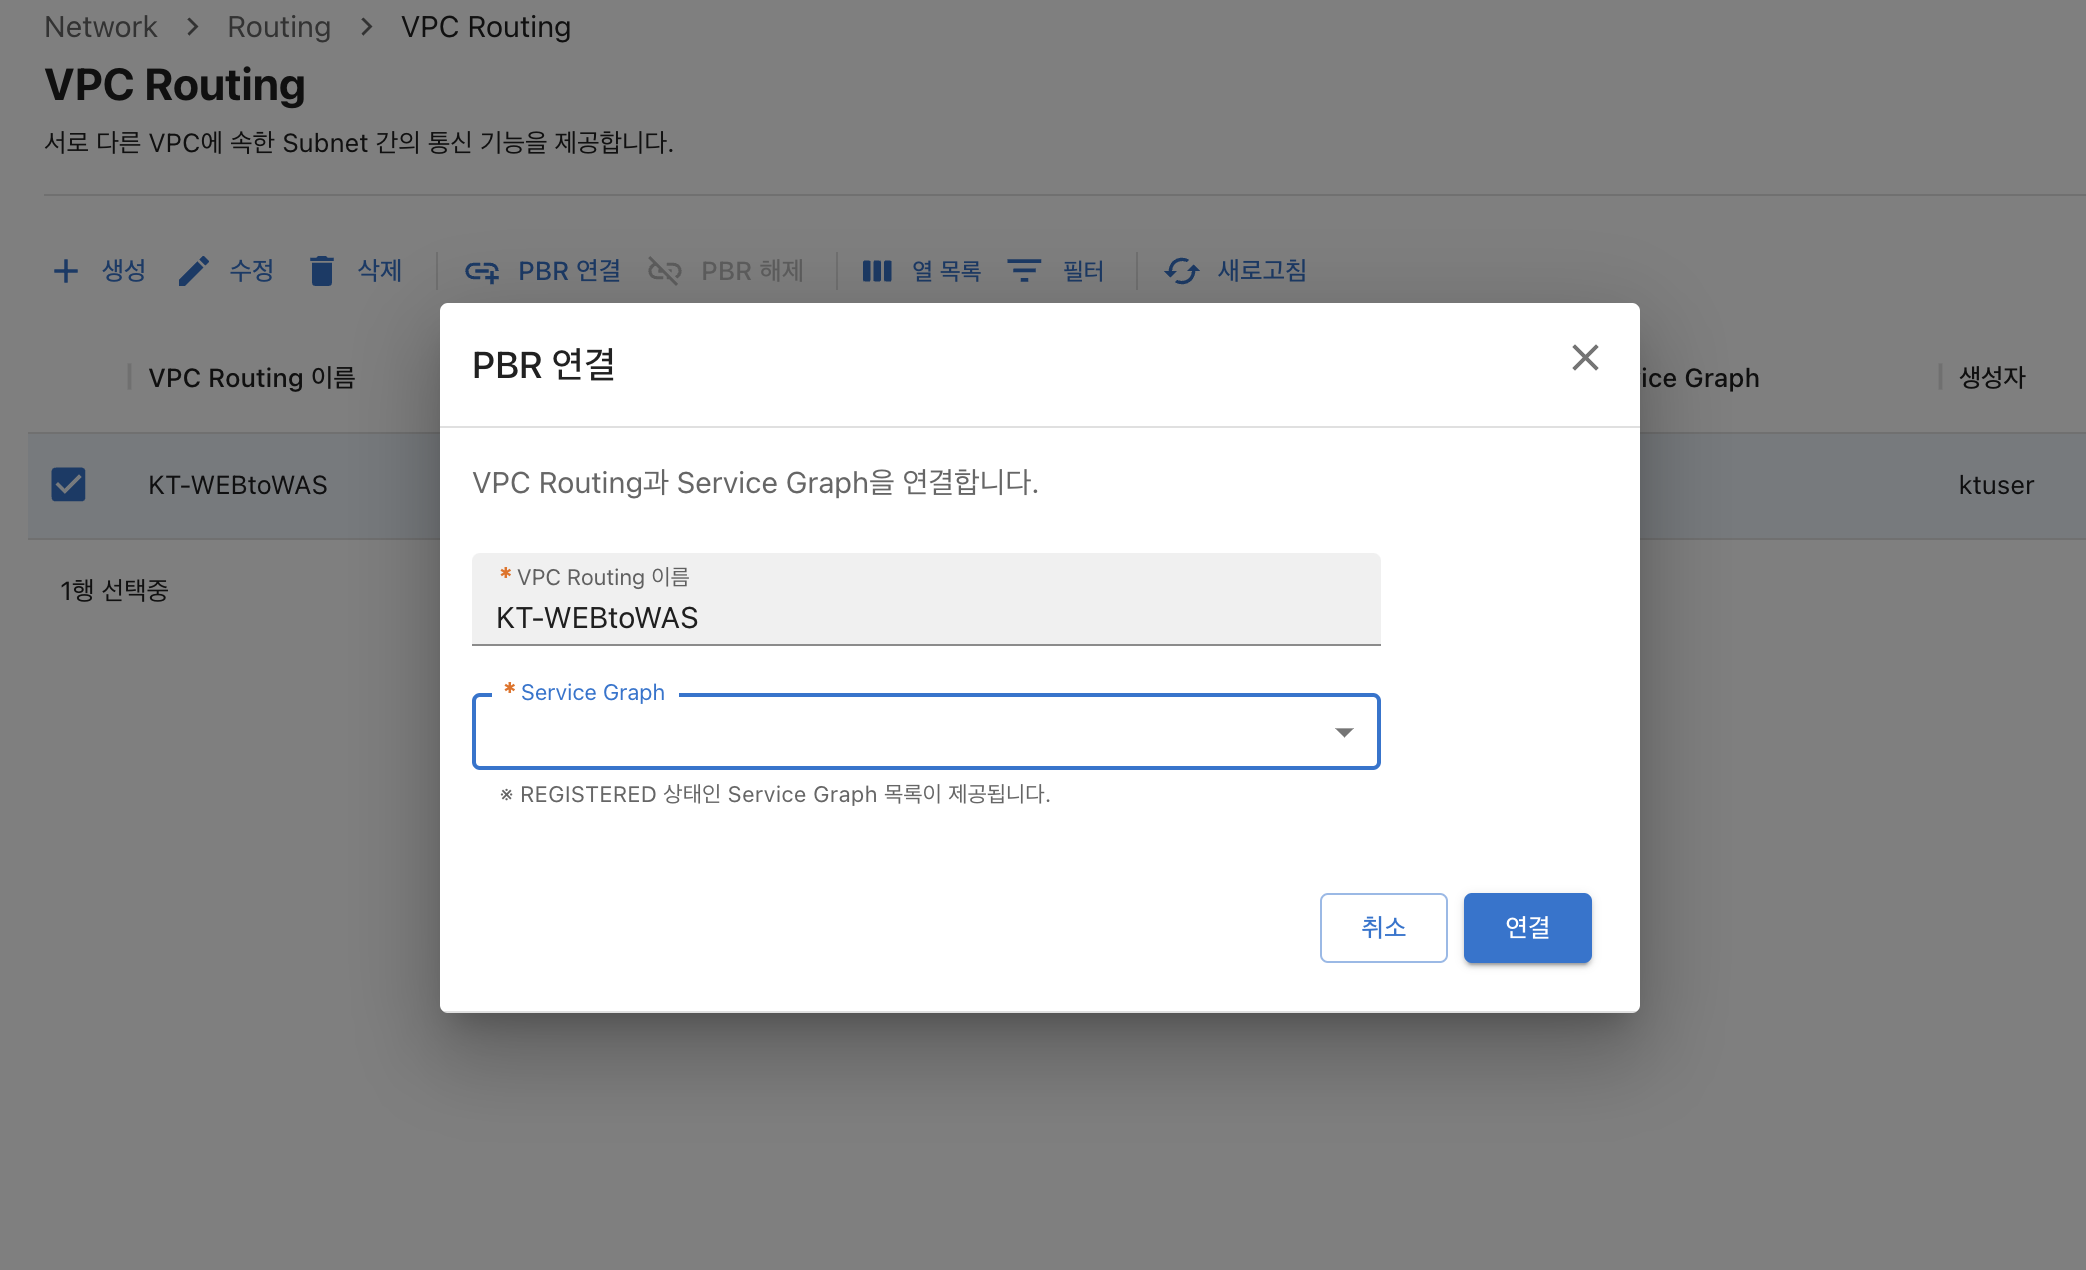 Network > Routing > VPC Routing
VPC Routing
서로 다른 VPC에 속한 Subnet 간의 통신 기능을 제공합니다.
생성 수정 삭제 PBR 연결 PBR 해제 열 목록 필터 새로고침
VPC Routing 이름 ice Graph 생성자
KT-WEBtoWAS ktuser
1행 선택중
PBR 연결
VPC Routing과 Service Graph을 연결합니다.
* VPC Routing 이름
KT-WEBtoWAS
* Service Graph
※ REGISTERED 상태인 Service Graph 목록이 제공됩니다.
취소 연결